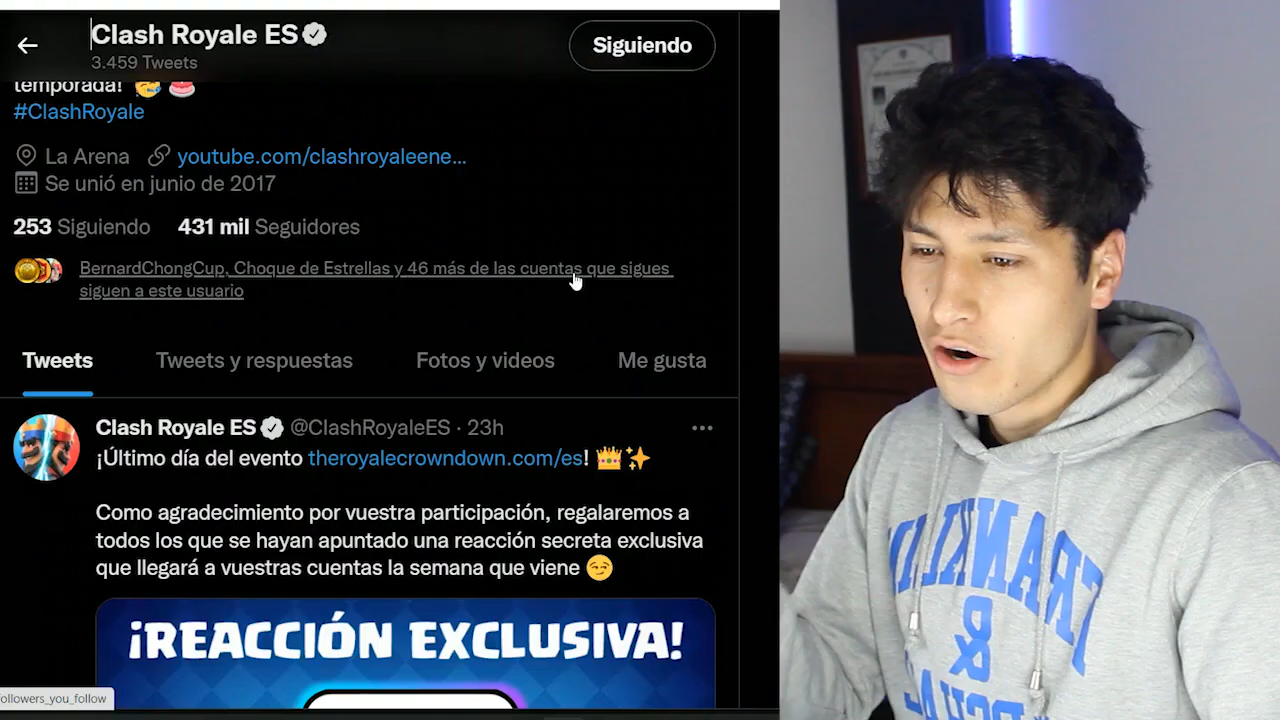 Clash Royale ES
3.459 Tweets
Siguiendo
temporada!
#ClashRoyale
La Arena youtube.com/clashroyaleene...
Se unió en junio de 2017
253 Siguiendo 431 mil Seguidores
BernardChongCup, Choque de Estrellas y 46 más de las cuentas que sigues
siguen a este usuario
Tweets Tweets y respuestas Fotos y videos Me gusta
Clash Royale ES @ClashRoyaleES · 23h
¡Último día del evento theroyalecrowndown.com/es! 👑✨
Como agradecimiento por vuestra participación, regalaremos a
todos los que se hayan apuntado una reacción secreta exclusiva
que llegará a vuestras cuentas la semana que viene 😏
¡REACCIÓN EXCLUSIVA!
followers_you_follow
FRANKLIN
&